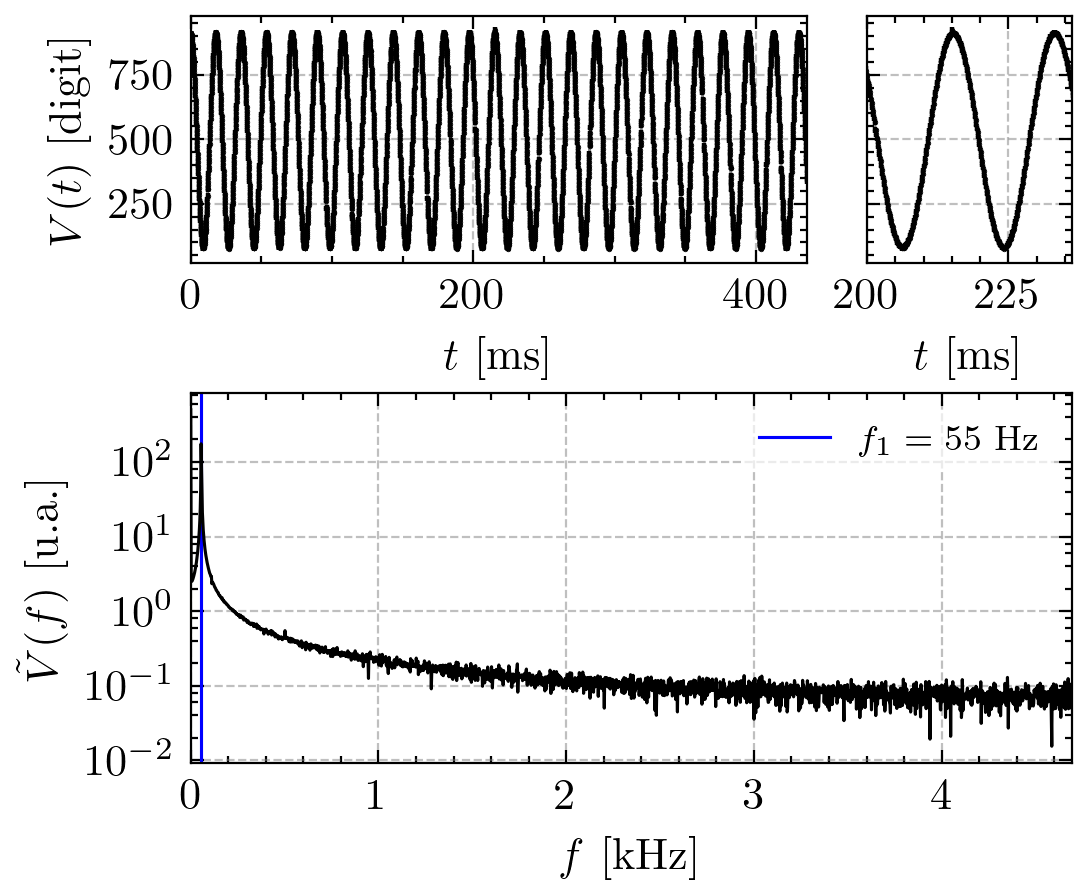 V(t) [digit]
750
500
250
0 200 400
t [ms]
200 225
t [ms]
Ṽ(f) [u.a.]
10² 
10¹
10⁰
10⁻¹
10⁻²
f₁ = 55 Hz
0 1 2 3 4
f [kHz]